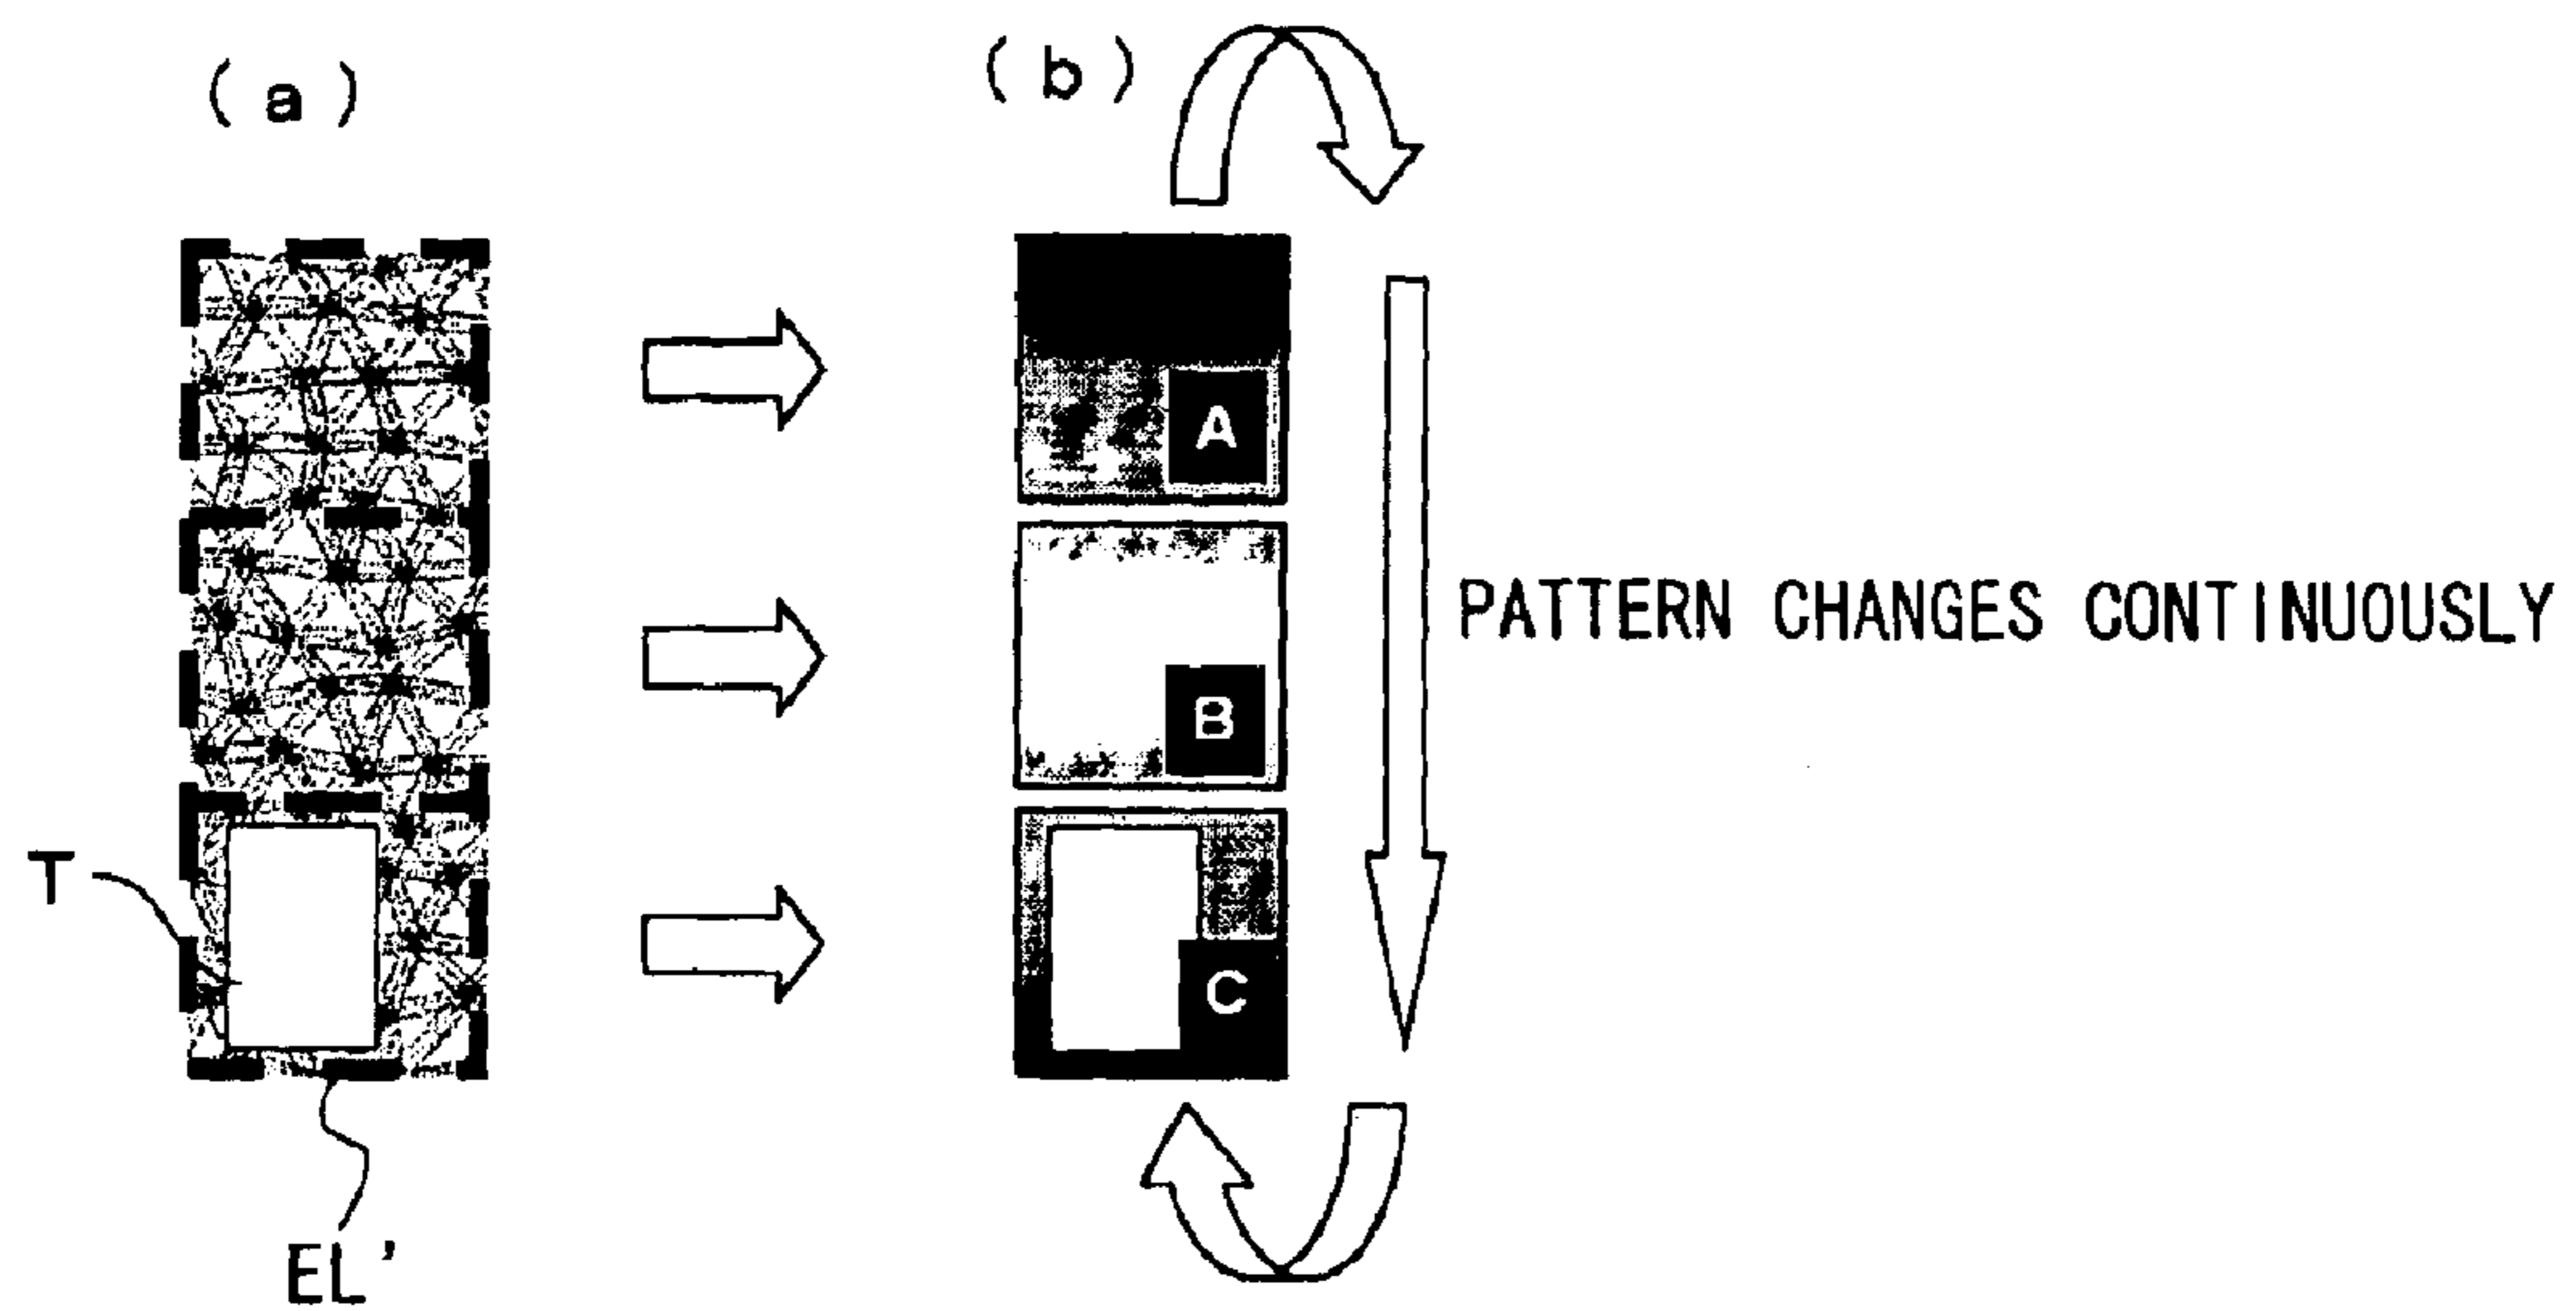 (a)
(b)
A
B
PATTERN CHANGES CONTINUOUSLY
T
C
EL'